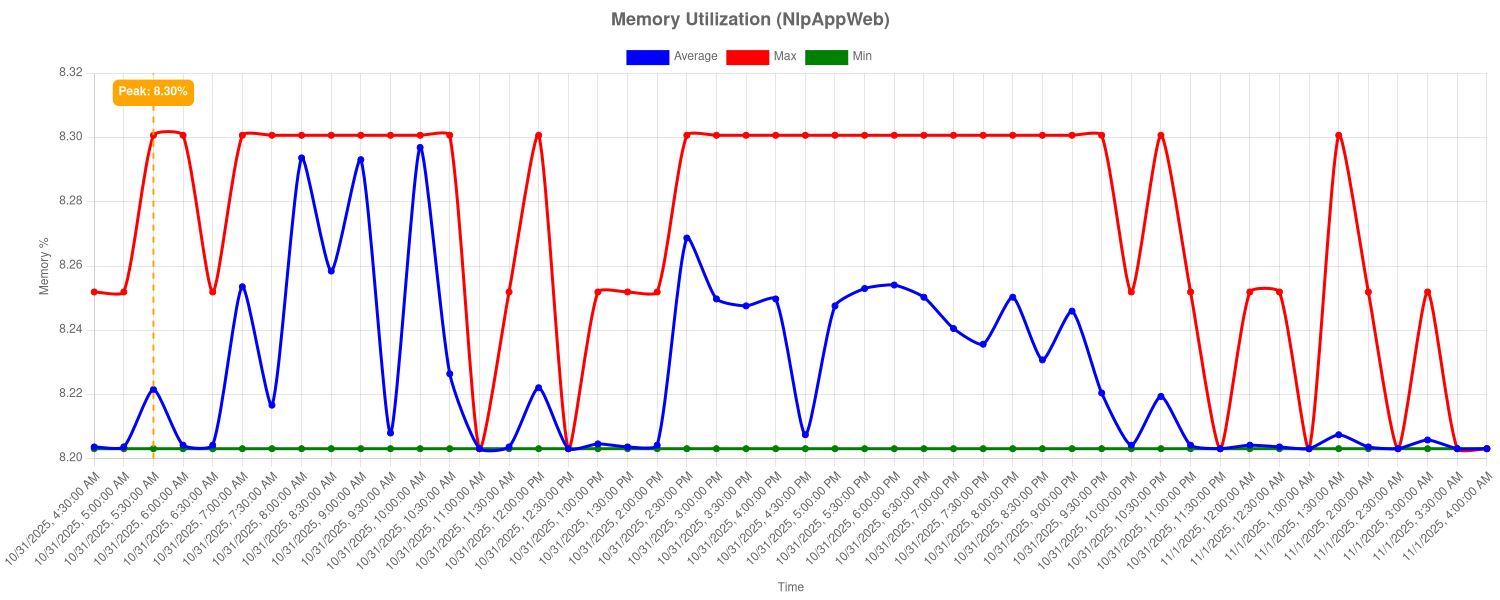 Memory Utilization (NlpAppWeb)
Average Max Min
8.32
Peak: 8.30%
8.30
8.28
8.26
Memory %
8.24
8.22
8.20
10/31/2025, 4:30:00 AM
10/31/2025, 5:00:00 AM
10/31/2025, 5:30:00 AM
10/31/2025, 6:00:00 AM
10/31/2025, 6:30:00 AM
10/31/2025, 7:00:00 AM
10/31/2025, 7:30:00 AM
10/31/2025, 8:00:00 AM
10/31/2025, 8:30:00 AM
10/31/2025, 9:00:00 AM
10/31/2025, 9:30:00 AM
10/31/2025, 10:00:00 AM
10/31/2025, 10:30:00 AM
10/31/2025, 11:00:00 AM
10/31/2025, 11:30:00 AM
10/31/2025, 12:00:00 PM
10/31/2025, 12:30:00 PM
10/31/2025, 1:00:00 PM
10/31/2025, 1:30:00 PM
10/31/2025, 2:00:00 PM
10/31/2025, 2:30:00 PM
10/31/2025, 3:00:00 PM
10/31/2025, 3:30:00 PM
10/31/2025, 4:00:00 PM
10/31/2025, 4:30:00 PM
10/31/2025, 5:00:00 PM
10/31/2025, 5:30:00 PM
10/31/2025, 6:00:00 PM
10/31/2025, 6:30:00 PM
10/31/2025, 7:00:00 PM
10/31/2025, 7:30:00 PM
10/31/2025, 8:00:00 PM
10/31/2025, 8:30:00 PM
10/31/2025, 9:00:00 PM
10/31/2025, 9:30:00 PM
10/31/2025, 10:00:00 PM
10/31/2025, 10:30:00 PM
10/31/2025, 11:00:00 PM
10/31/2025, 11:30:00 PM
11/1/2025, 12:00:00 AM
11/1/2025, 12:30:00 AM
11/1/2025, 1:00:00 AM
11/1/2025, 1:30:00 AM
11/1/2025, 2:00:00 AM
11/1/2025, 2:30:00 AM
11/1/2025, 3:00:00 AM
11/1/2025, 3:30:00 AM
11/1/2025, 4:00:00 AM
Time